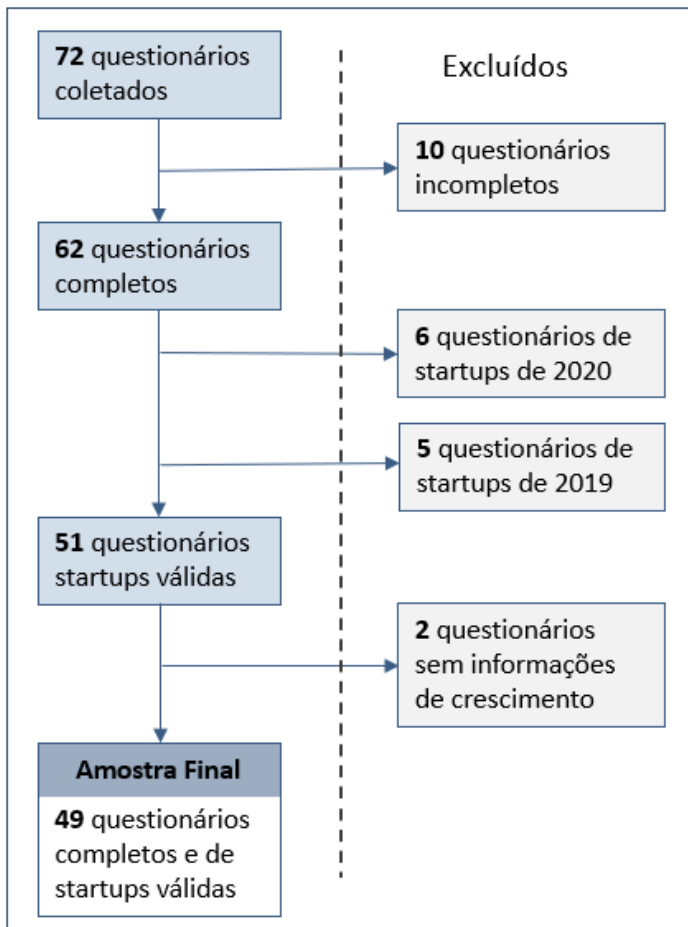 72 questionários
coletados
Excluídos
10 questionários
incompletos
62 questionários
completos
6 questionários de
startups de 2020
5 questionários de
startups de 2019
51 questionários
startups válidas
2 questionários
sem informações
de crescimento
Amostra Final
49 questionários
completos e de
startups válidas